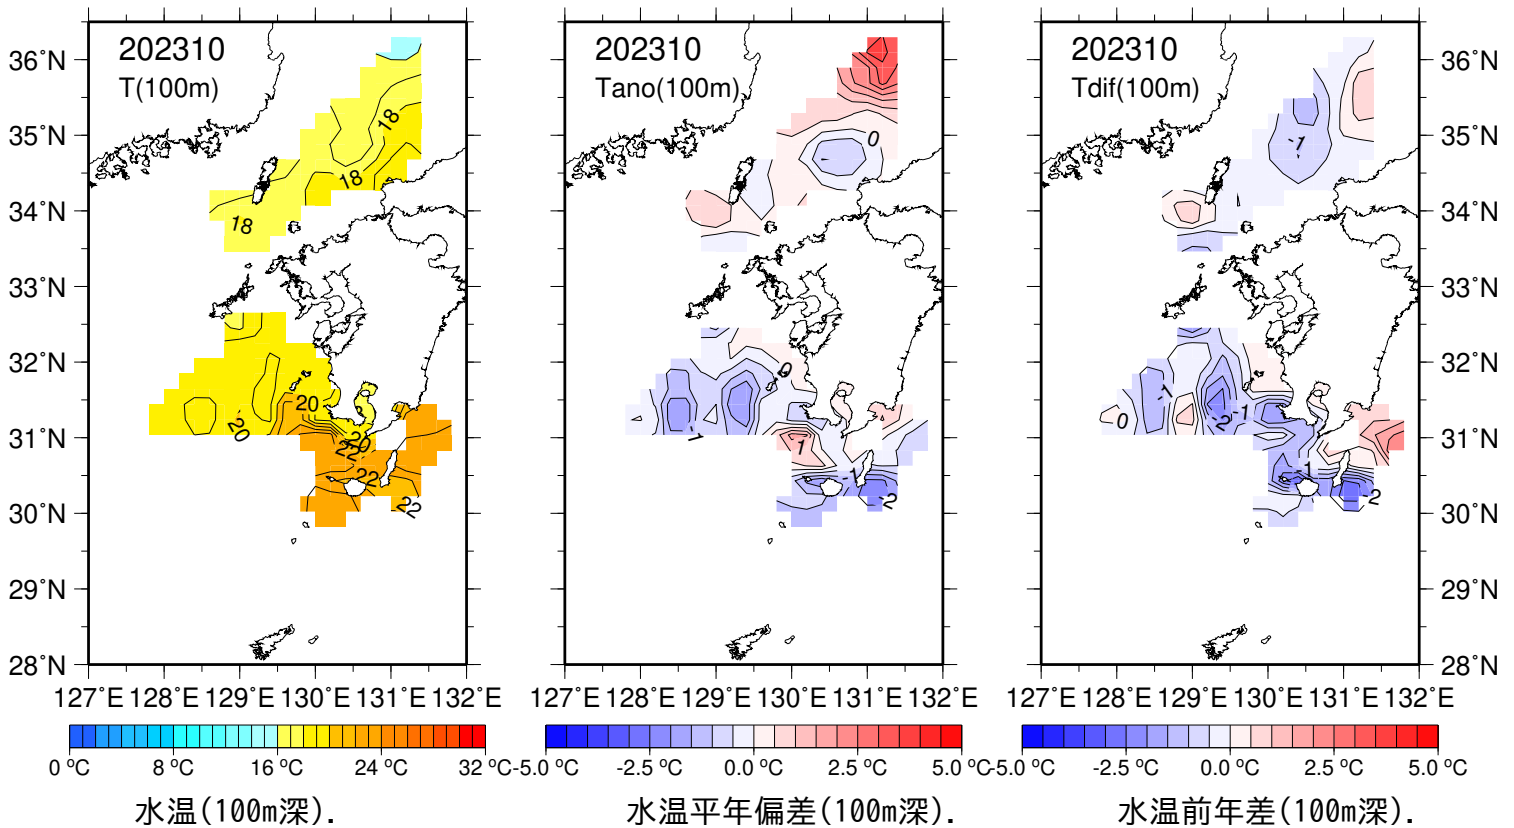 202310
T(100m)
202310
Tano(100m)
202310
Tdif(100m)
36°N
35°N
34°N
33°N
32°N
31°N
30°N
29°N
28°N
36°N
35°N
34°N
33°N
32°N
31°N
30°N
29°N
28°N
18
18
18
20
20
20
22
22
22
0
0
-1
1
-1
-2
-1
0
-1
-2
-1
-1
-2
127°E 128°E 129°E 130°E 131°E 132°E
127°E 128°E 129°E 130°E 131°E 132°E
127°E 128°E 129°E 130°E 131°E 132°E
0 °C 8 °C 16 °C 24 °C 32 °C
-5.0 °C -2.5 °C 0.0 °C 2.5 °C 5.0 °C
-5.0 °C -2.5 °C 0.0 °C 2.5 °C 5.0 °C
水温(100m深).
水温平年偏差(100m深).
水温前年差(100m深).